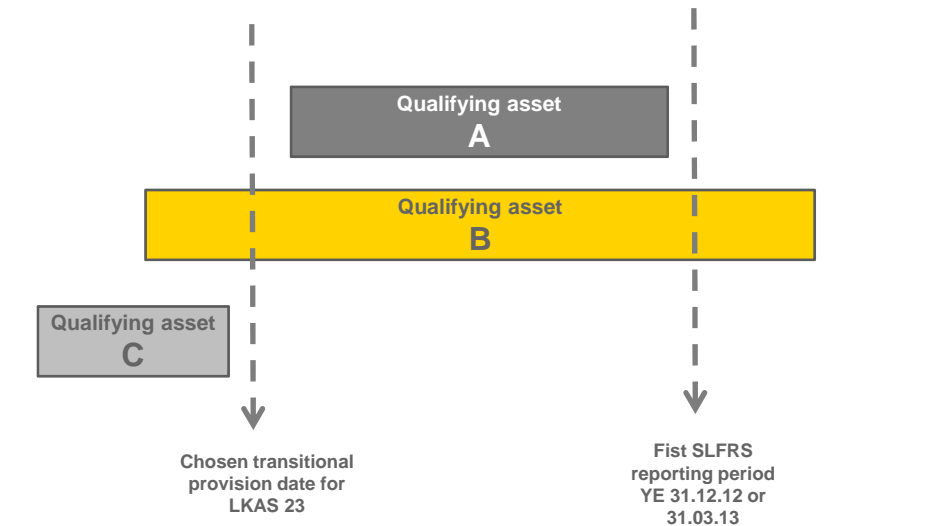 Qualifying asset
A
Qualifying asset
B
Qualifying asset
C
Chosen transitional
provision date for
LKAS 23
Fist SLFRS
reporting period
YE 31.12.12 or
31.03.13